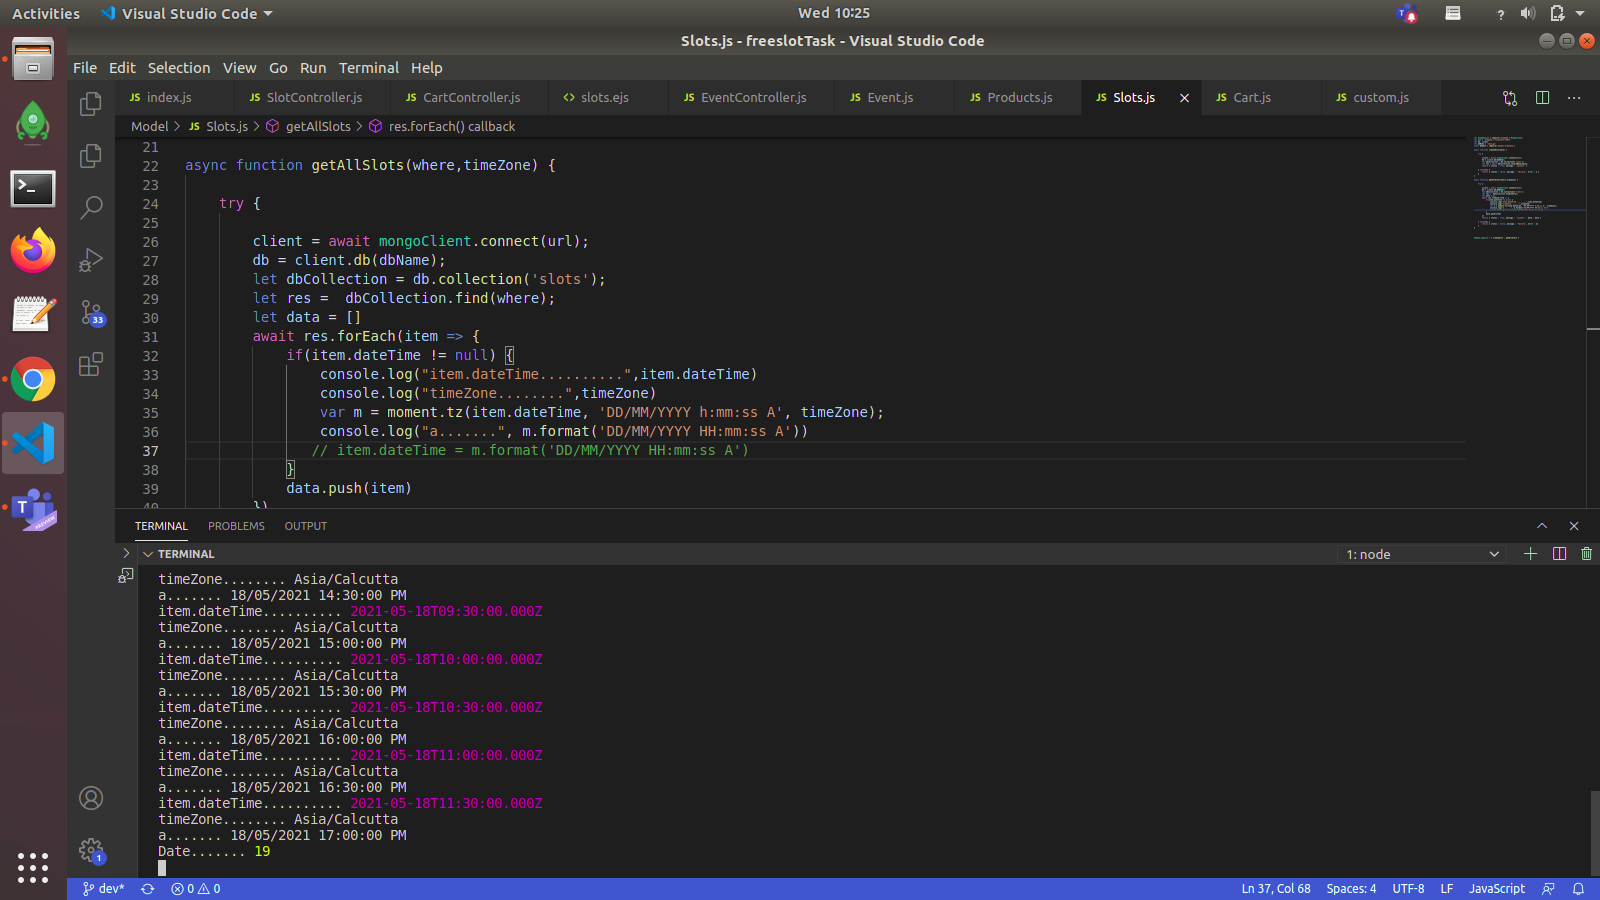 Activities
Visual Studio Code
Wed 10:25
?
Slots.js - freeslotTask - Visual Studio Code
File Edit Selection View Go Run Terminal Help
JS index.js
JS SlotController.js
JS CartController.js
<> slots.ejs
JS EventController.js
JS Event.js
JS Products.js
JS Slots.js
JS Cart.js
JS custom.js
Model > JS Slots.js > getAllSlots > res.forEach() callback
21
22 async function getAllSlots(where,timeZone) {
23
24 try {
25
26 client = await mongoClient.connect(url);
27 db = client.db(dbName);
28 let dbCollection = db.collection('slots');
29 let res =  dbCollection.find(where);
30 let data = []
31 await res.forEach(item => {
32 if(item.dateTime != null) {
33 console.log("item.dateTime..........",item.dateTime)
34 console.log("timeZone........",timeZone)
35 var m = moment.tz(item.dateTime, 'DD/MM/YYYY h:mm:ss A', timeZone);
36 console.log("a.......", m.format('DD/MM/YYYY HH:mm:ss A'))
37 // item.dateTime = m.format('DD/MM/YYYY HH:mm:ss A')
38 }
39 data.push(item)
40 })
33
TERMINAL PROBLEMS OUTPUT
TERMINAL
1: node
timeZone........ Asia/Calcutta
a....... 18/05/2021 14:30:00 PM
item.dateTime.......... 2021-05-18T09:30:00.000Z
timeZone........ Asia/Calcutta
a....... 18/05/2021 15:00:00 PM
item.dateTime.......... 2021-05-18T10:00:00.000Z
timeZone........ Asia/Calcutta
a....... 18/05/2021 15:30:00 PM
item.dateTime.......... 2021-05-18T10:30:00.000Z
timeZone........ Asia/Calcutta
a....... 18/05/2021 16:00:00 PM
item.dateTime.......... 2021-05-18T11:00:00.000Z
timeZone........ Asia/Calcutta
a....... 18/05/2021 16:30:00 PM
item.dateTime.......... 2021-05-18T11:30:00.000Z
timeZone........ Asia/Calcutta
a....... 18/05/2021 17:00:00 PM
Date....... 19
1
dev*
0
0
Ln 37, Col 68
Spaces: 4
UTF-8
LF
JavaScript